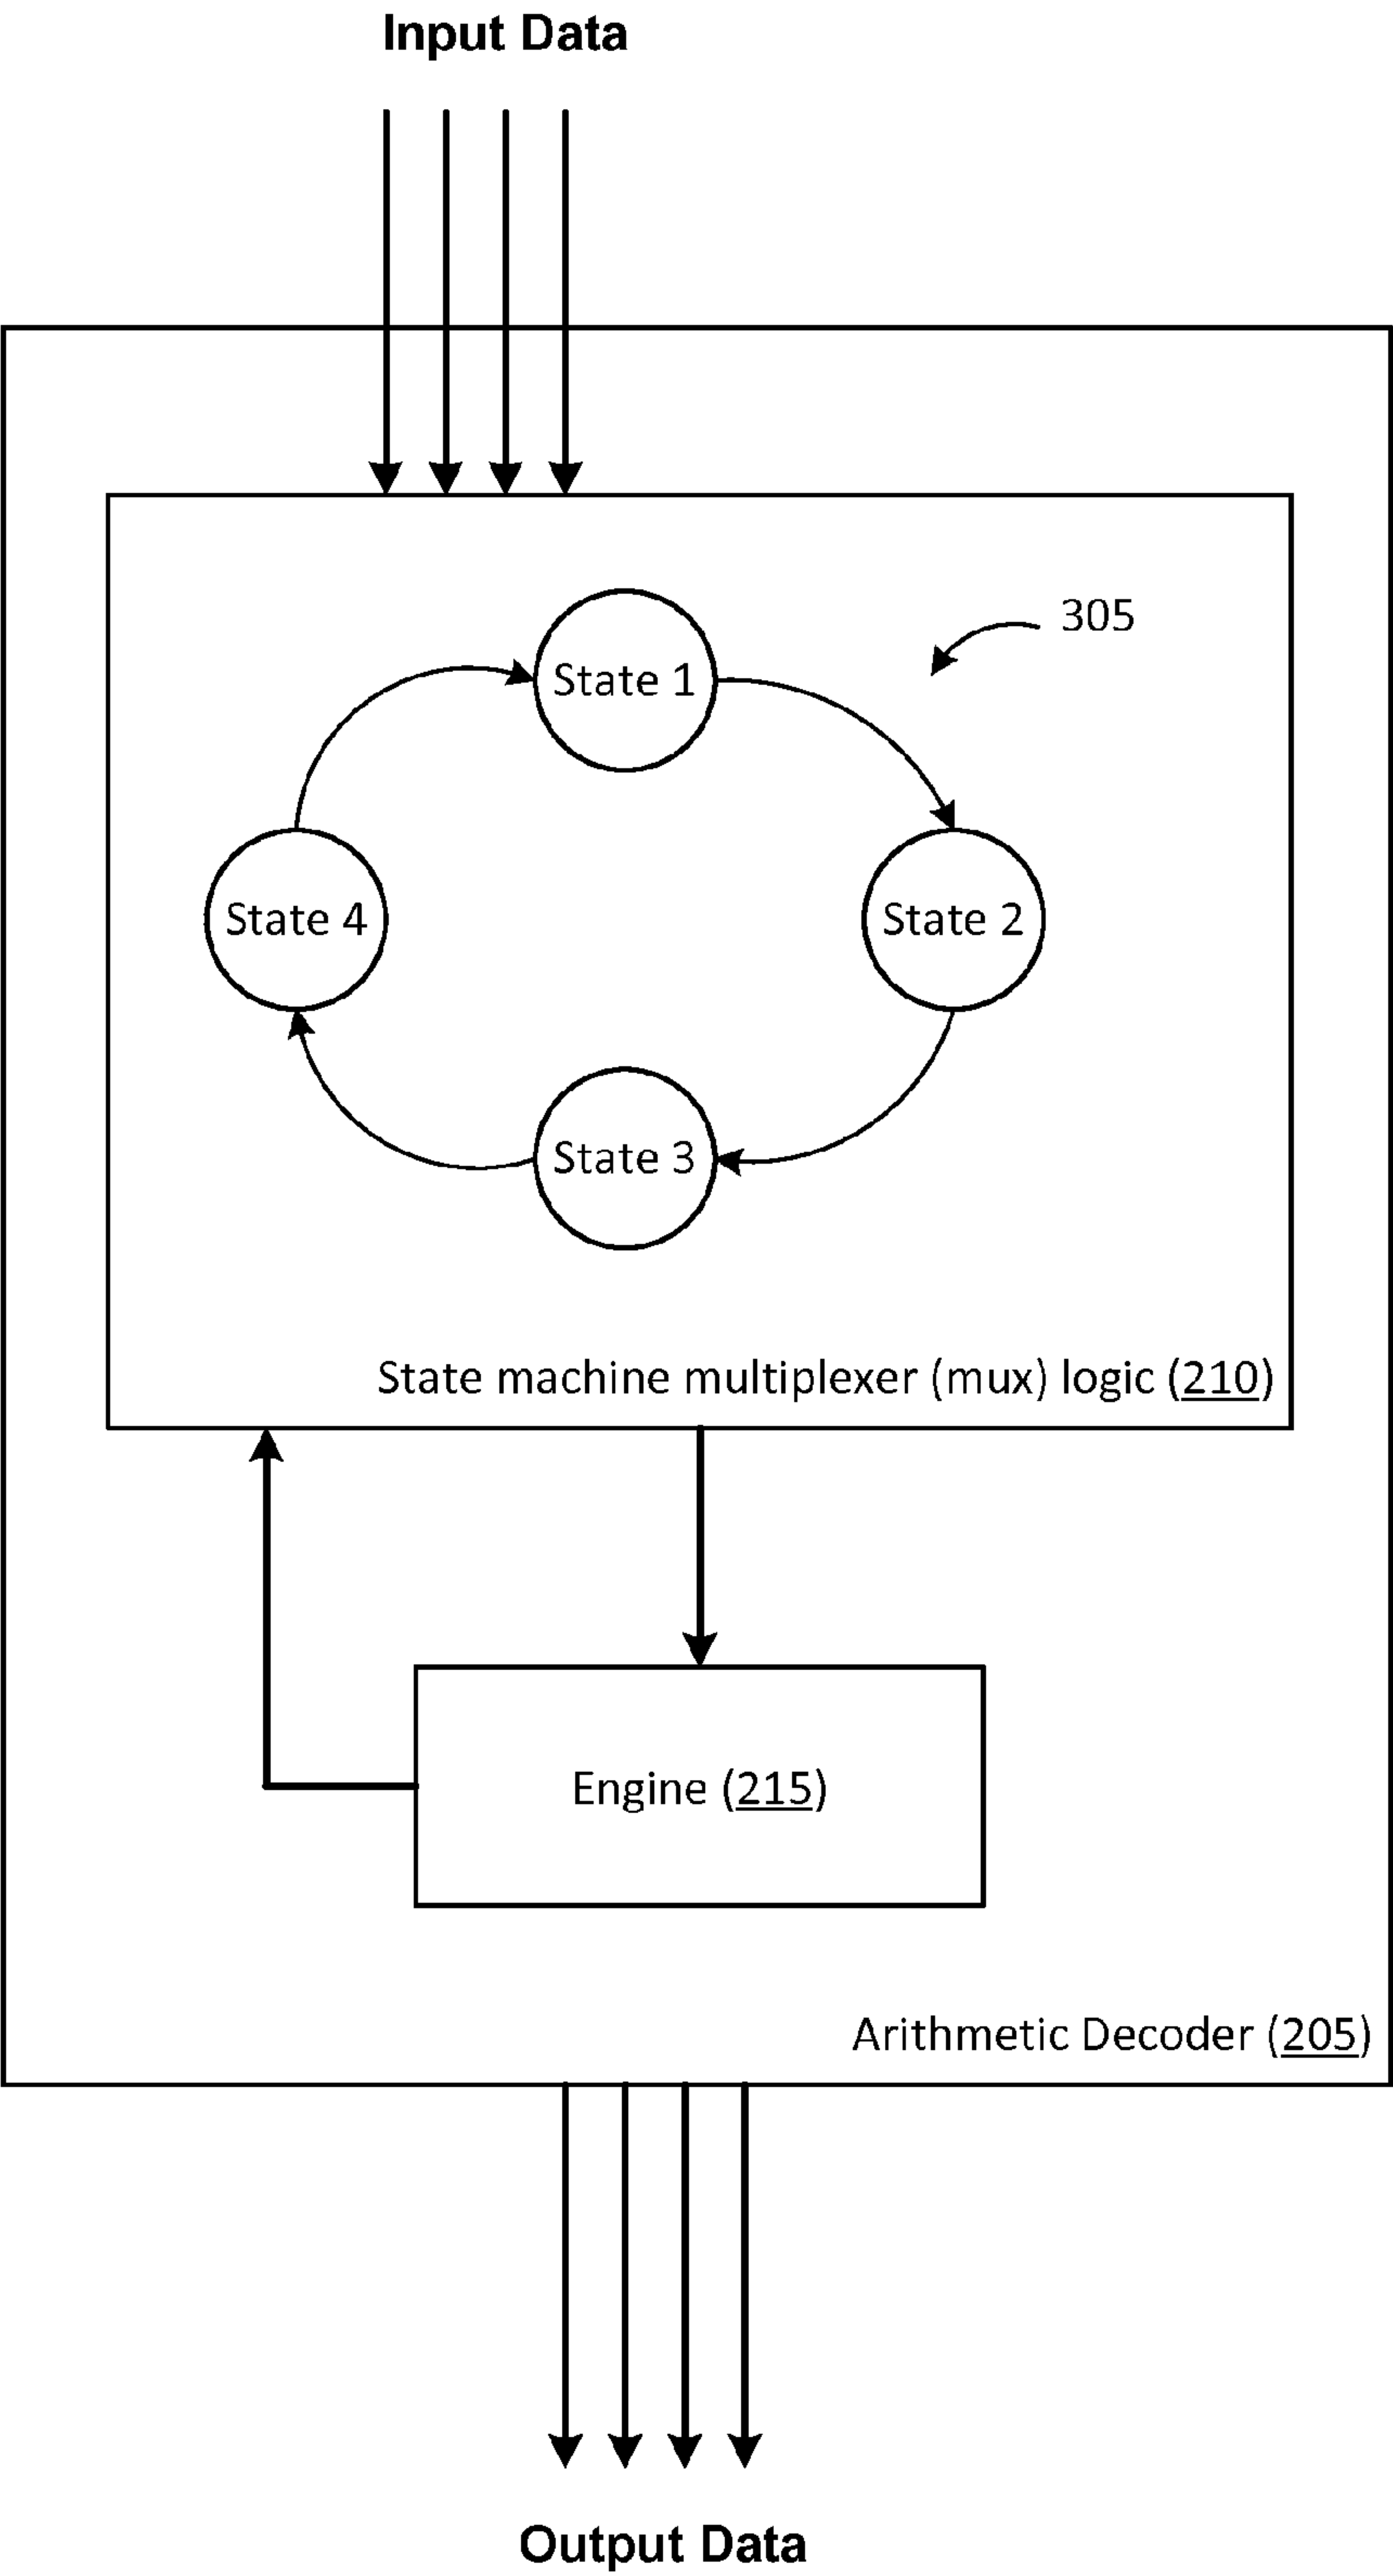 Input Data
305
State 1
State 4
State 2
State 3
State machine multiplexer (mux) logic (210)
Engine (215)
Arithmetic Decoder (205)
Output Data